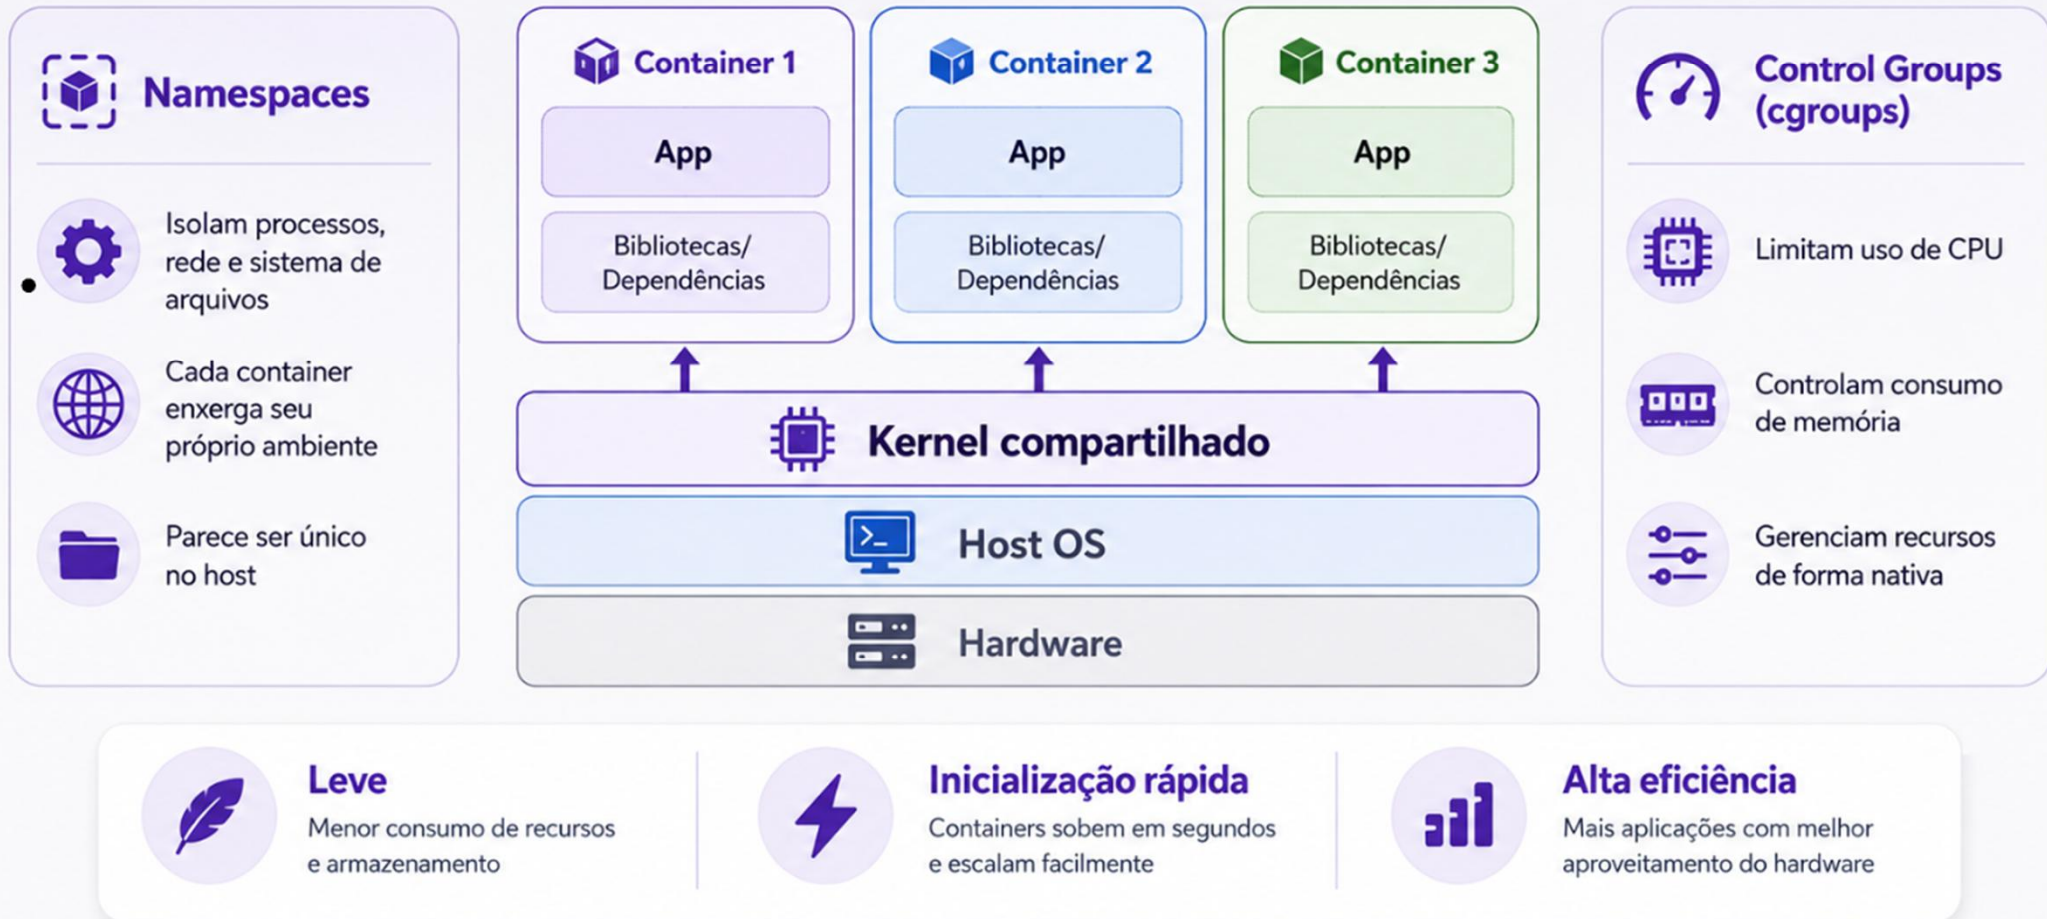 Namespaces
Isolam processos,
rede e sistema de
arquivos
Cada container
enxerga seu
próprio ambiente
Parece ser único
no host
Container 1
App
Bibliotecas/
Dependências
Container 2
App
Bibliotecas/
Dependências
Container 3
App
Bibliotecas/
Dependências
Kernel compartilhado
Host OS
Hardware
Control Groups
(cgroups)
Limitam uso de CPU
Controlam consumo
de memória
Gerenciam recursos
de forma nativa
Leve
Menor consumo de recursos
e armazenamento
Inicialização rápida
Containers sobem em segundos
e escalam facilmente
Alta eficiência
Mais aplicações com melhor
aproveitamento do hardware